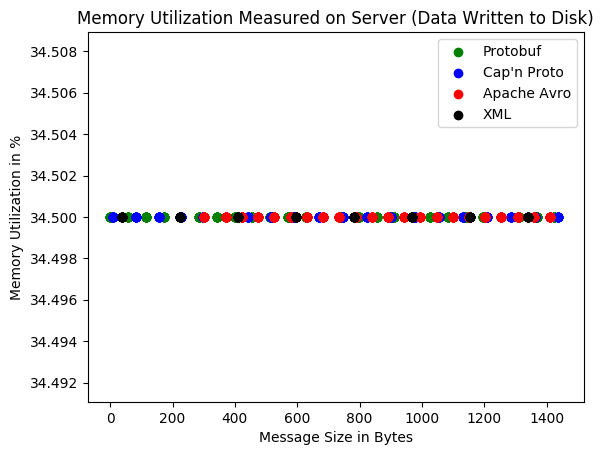 Memory Utilization Measured on Server (Data Written to Disk)
34.508
34.506
34.504
34.502
34.500
34.498
34.496
34.494
34.492
Memory Utilization in %
Protobuf
Cap'n Proto
Apache Avro
XML
0
200
400
600
800
1000
1200
1400
Message Size in Bytes